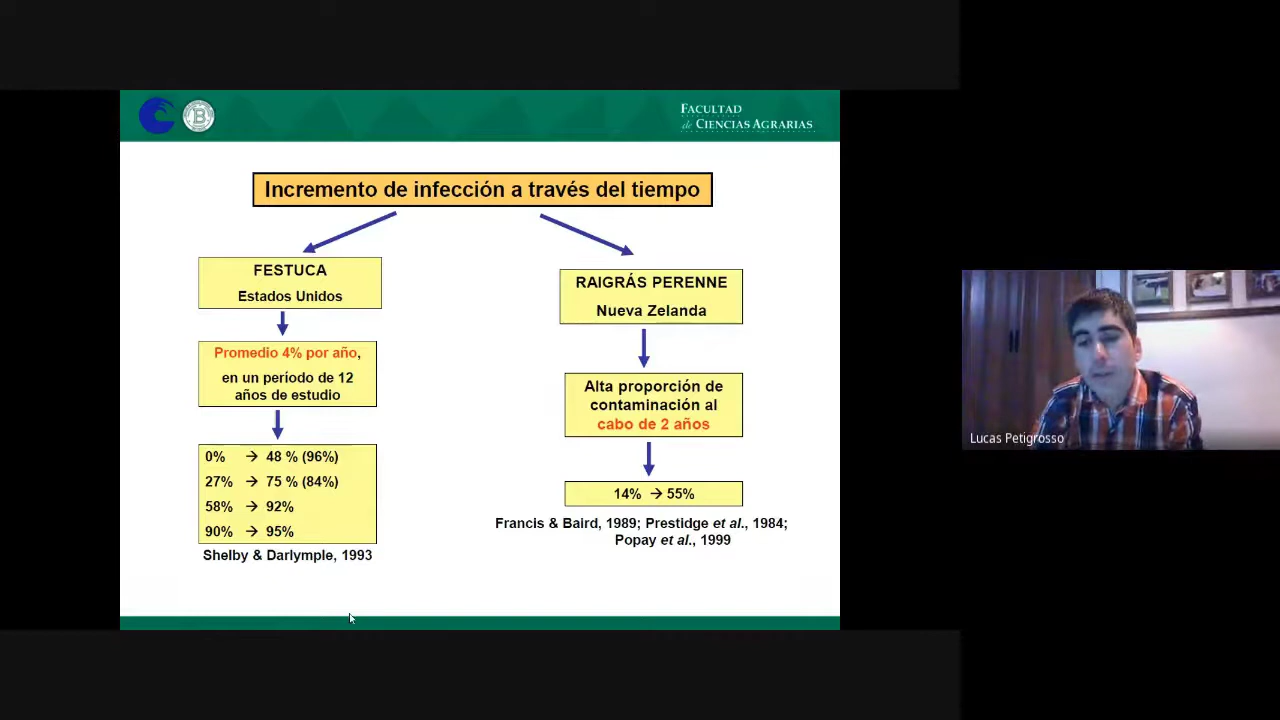 FACULTAD
de CIENCIAS AGRARIAS
B
Incremento de infección a través del tiempo
FESTUCA
Estados Unidos
Promedio 4% por año,
en un período de 12
años de estudio
0% → 48 % (96%)
27% → 75 % (84%)
58% → 92%
90% → 95%
Shelby & Darlymple, 1993
RAIGRÁS PERENNE
Nueva Zelanda
Alta proporción de
contaminación al
cabo de 2 años
14% → 55%
Francis & Baird, 1989; Prestidge et al., 1984;
Popay et al., 1999
Lucas Petigrosso